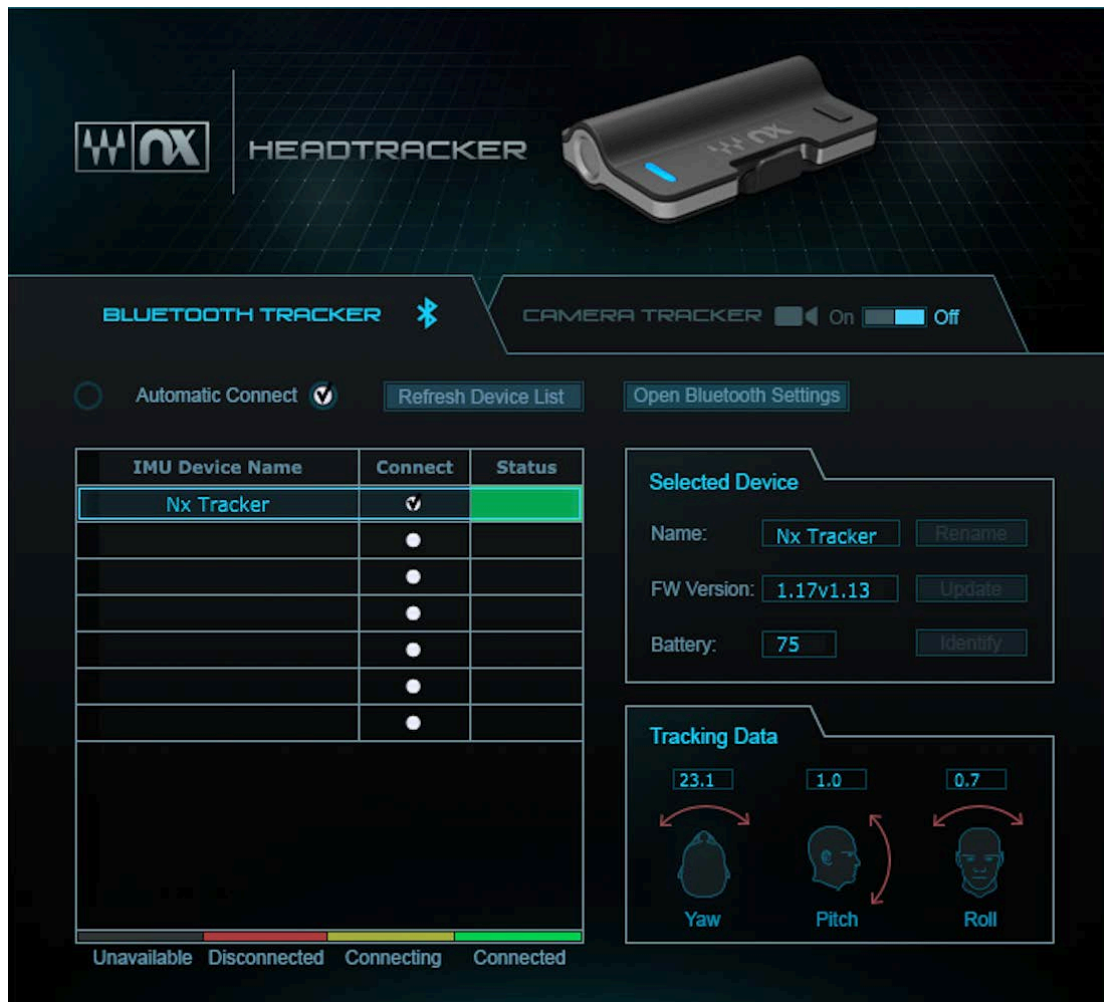 W nx
HEADTRACKER
W nx
BLUETOOTH TRACKER
CAMERA TRACKER On Off
Automatic Connect
Refresh Device List
Open Bluetooth Settings
IMU Device Name Connect Status
Nx Tracker
Selected Device
Name: Nx Tracker Rename
FW Version: 1.17v1.13 Update
Battery: 75 Identify
Tracking Data
23.1 1.0 0.7
Yaw Pitch Roll
Unavailable Disconnected Connecting Connected